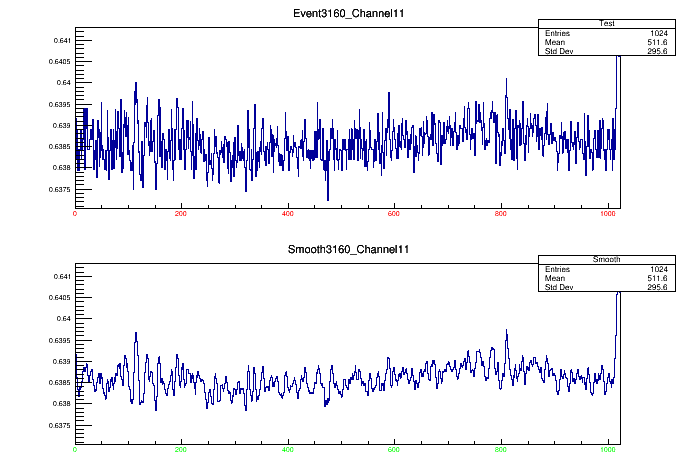 Event3160_Channel11
Test
Entries 1024
Mean 511.6
Std Dev 295.6
0.641
0.6405
0.64
0.6395
0.639
0.6385
0.638
0.6375
0 200 400 600 800 1000
Smooth3160_Channel11
Smooth
Entries 1024
Mean 511.6
Std Dev 295.6
0.641
0.6405
0.64
0.6395
0.639
0.6385
0.638
0.6375
0 200 400 600 800 1000